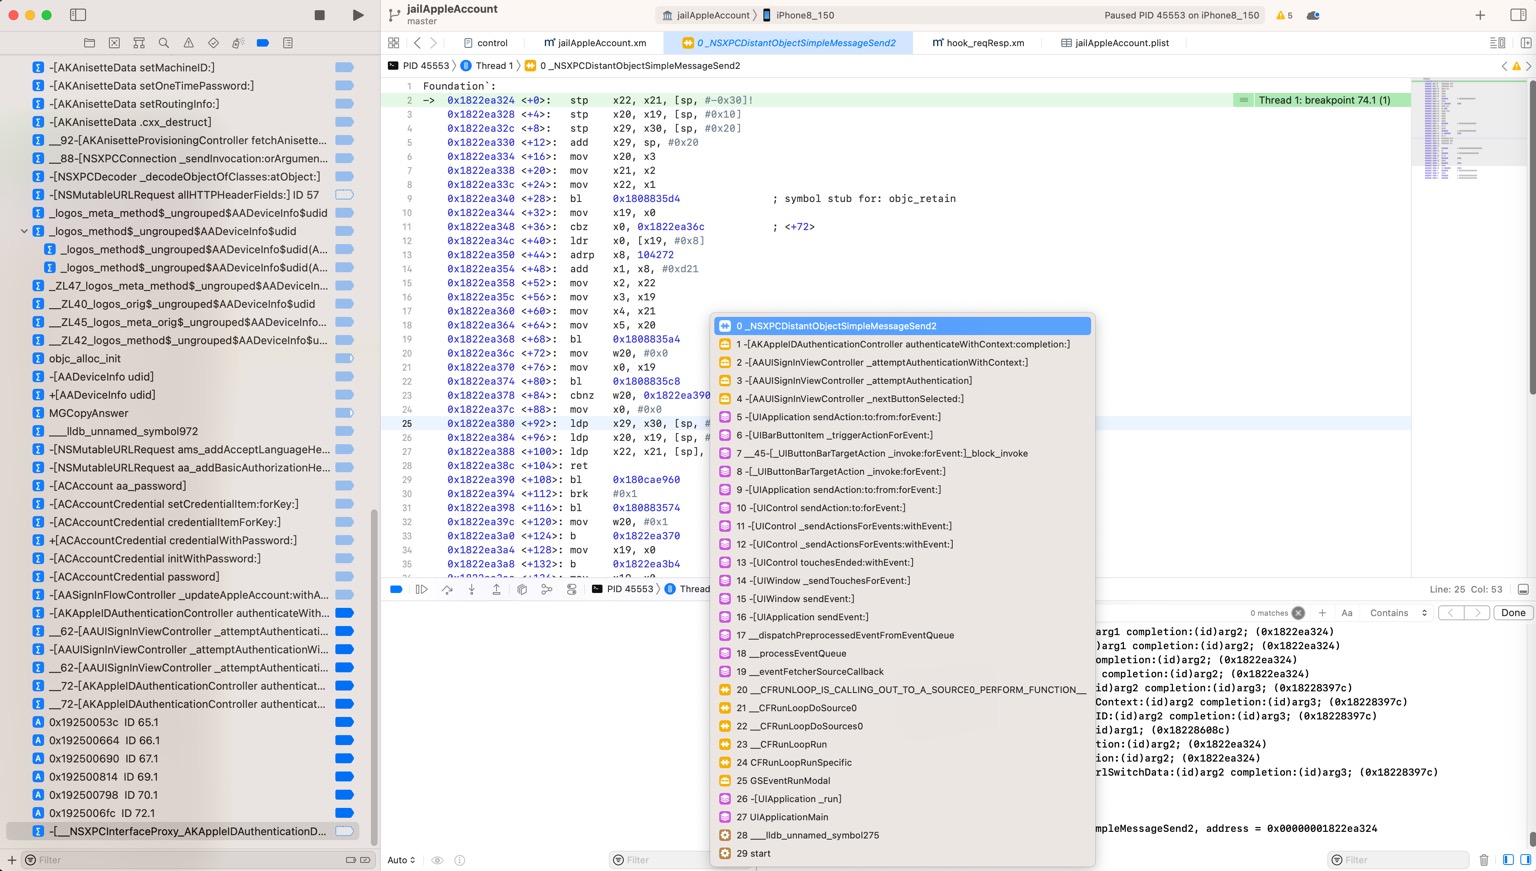 jailAppleAccount
master
jailAppleAccount
iPhone8_150
Paused PID 45553 on iPhone8_150
5
control
jailAppleAccount.xm
0 _NSXPCDistantObjectSimpleMessageSend2
hook_reqResp.xm
jailAppleAccount.plist
PID 45553
Thread 1
0 _NSXPCDistantObjectSimpleMessageSend2
-[AKAnisetteData setMachineID:]
-[AKAnisetteData setOneTimePassword:]
-[AKAnisetteData setRoutingInfo:]
-[AKAnisetteData .cxx_destruct]
__92-[AKAnisetteProvisioningController fetchAnisette...
__88-[NSXPCConnection _sendInvocation:orArgumen...
-[NSXPCDecoder _decodeObjectOfClasses:atObject:]
-[NSMutableURLRequest allHTTPHeaderFields:] ID 57
_logos_meta_method$_ungrouped$AADeviceInfo$udid
_logos_method$_ungrouped$AADeviceInfo$udid
_logos_method$_ungrouped$AADeviceInfo$udid(A...
_logos_method$_ungrouped$AADeviceInfo$udid(A...
_ZL47_logos_meta_method$_ungrouped$AADeviceIn...
__ZL40_logos_orig$_ungrouped$AADeviceInfo$udid
__ZL45_logos_meta_orig$_ungrouped$AADeviceInfo...
__ZL42_logos_method$_ungrouped$AADeviceInfo$u...
objc_alloc_init
-[AADeviceInfo udid]
+[AADeviceInfo udid]
MGCopyAnswer
___lldb_unnamed_symbol972
-[NSMutableURLRequest ams_addAcceptLanguageHe...
-[NSMutableURLRequest aa_addBasicAuthorizationHe...
-[ACAccount aa_password]
-[ACAccountCredential setCredentialItem:forKey:]
-[ACAccountCredential credentialItemForKey:]
+[ACAccountCredential credentialWithPassword:]
-[ACAccountCredential initWithPassword:]
-[ACAccountCredential password]
-[AASignInFlowController _updateAppleAccount:withA...
-[AKAppleIDAuthenticationController authenticateWith...
__62-[AAUISignInViewController _attemptAuthenticati...
-[AAUISignInViewController _attemptAuthenticationWi...
__62-[AAUISignInViewController _attemptAuthenticati...
__72-[AKAppleIDAuthenticationController authenticat...
__72-[AKAppleIDAuthenticationController authenticat...
0x19250053c ID 65.1
0x192500664 ID 66.1
0x192500690 ID 67.1
0x192500814 ID 69.1
0x192500798 ID 70.1
0x1925006fc ID 72.1
-[__NSXPCInterfaceProxy_AKAppleIDAuthenticationD...
Filter
1 Foundation`:
2 -> 0x1822ea324 <+0>: stp x22, x21, [sp, #-0x30]!
Thread 1: breakpoint 74.1 (1)
3 0x1822ea328 <+4>: stp x20, x19, [sp, #0x10]
4 0x1822ea32c <+8>: stp x29, x30, [sp, #0x20]
5 0x1822ea330 <+12>: add x29, sp, #0x20
6 0x1822ea334 <+16>: mov x20, x3
7 0x1822ea338 <+20>: mov x21, x2
8 0x1822ea33c <+24>: mov x22, x1
9 0x1822ea340 <+28>: bl 0x1808835d4 ; symbol stub for: objc_retain
10 0x1822ea344 <+32>: mov x19, x0
11 0x1822ea348 <+36>: cbz x0, 0x1822ea36c ; <+72>
12 0x1822ea34c <+40>: ldr x0, [x19, #0x8]
13 0x1822ea350 <+44>: adrp x8, 104272
14 0x1822ea354 <+48>: add x1, x8, #0xd21
15 0x1822ea358 <+52>: mov x2, x22
16 0x1822ea35c <+56>: mov x3, x19
17 0x1822ea360 <+60>: mov x4, x21
18 0x1822ea364 <+64>: mov x5, x20
19 0x1822ea368 <+68>: bl 0x1808835a4
20 0x1822ea36c <+72>: mov w20, #0x0
21 0x1822ea370 <+76>: mov x0, x19
22 0x1822ea374 <+80>: bl 0x1808835c8
23 0x1822ea378 <+84>: cbnz w20, 0x1822ea390
24 0x1822ea37c <+88>: mov x0, #0x0
25 0x1822ea380 <+92>: ldp x29, x30, [sp, #
26 0x1822ea384 <+96>: ldp x20, x19, [sp, #
27 0x1822ea388 <+100>: ldp x22, x21, [sp],
28 0x1822ea38c <+104>: ret
29 0x1822ea390 <+108>: bl 0x180cae960
30 0x1822ea394 <+112>: brk #0x1
31 0x1822ea398 <+116>: bl 0x180883574
32 0x1822ea39c <+120>: mov w20, #0x1
33 0x1822ea3a0 <+124>: b 0x1822ea370
34 0x1822ea3a4 <+128>: mov x19, x0
35 0x1822ea3a8 <+132>: b 0x1822ea3b4
0 _NSXPCDistantObjectSimpleMessageSend2
1 -[AKAppleIDAuthenticationController authenticateWithContext:completion:]
2 -[AAUISignInViewController _attemptAuthenticationWithContext:]
3 -[AAUISignInViewController _attemptAuthentication]
4 -[AAUISignInViewController _nextButtonSelected:]
5 -[UIApplication sendAction:to:from:forEvent:]
6 -[UIBarButtonItem _triggerActionForEvent:]
7 __45-[_UIButtonBarTargetAction _invoke:forEvent:]_block_invoke
8 -[_UIButtonBarTargetAction _invoke:forEvent:]
9 -[UIApplication sendAction:to:from:forEvent:]
10 -[UIControl sendAction:to:forEvent:]
11 -[UIControl _sendActionsForEvents:withEvent:]
12 -[UIControl _sendActionsForEvents:withEvent:]
13 -[UIControl touchesEnded:withEvent:]
14 -[UIWindow _sendTouchesForEvent:]
15 -[UIWindow sendEvent:]
16 -[UIApplication sendEvent:]
17 __dispatchPreprocessedEventFromEventQueue
18 __processEventQueue
19 __eventFetcherSourceCallback
20 __CFRUNLOOP_IS_CALLING_OUT_TO_A_SOURCE0_PERFORM_FUNCTION__
21 __CFRunLoopDoSource0
22 __CFRunLoopDoSources0
23 __CFRunLoopRun
24 CFRunLoopRunSpecific
25 GSEventRunModal
26 -[UIApplication _run]
27 UIApplicationMain
28 ___lldb_unnamed_symbol275
29 start
PID 45553
Thread
Line: 25 Col: 53
0 matches
Aa
Contains
Done
arg1 completion:(id)arg2; (0x1822ea324)
)arg1 completion:(id)arg2; (0x1822ea324)
ompletion:(id)arg2; (0x1822ea324)
completion:(id)arg2; (0x1822ea324)
id)arg2 completion:(id)arg3; (0x18228397c)
Context:(id)arg2 completion:(id)arg3; (0x18228397c)
ID:(id)arg2 completion:(id)arg3; (0x18228397c)
id)arg1; (0x18228608c)
tion:(id)arg2; (0x1822ea324)
ion:(id)arg2; (0x1822ea324)
rlSwitchData:(id)arg2 completion:(id)arg3; (0x18228397c)
mpleMessageSend2, address = 0x00000001822ea324
Auto
Filter
Filter